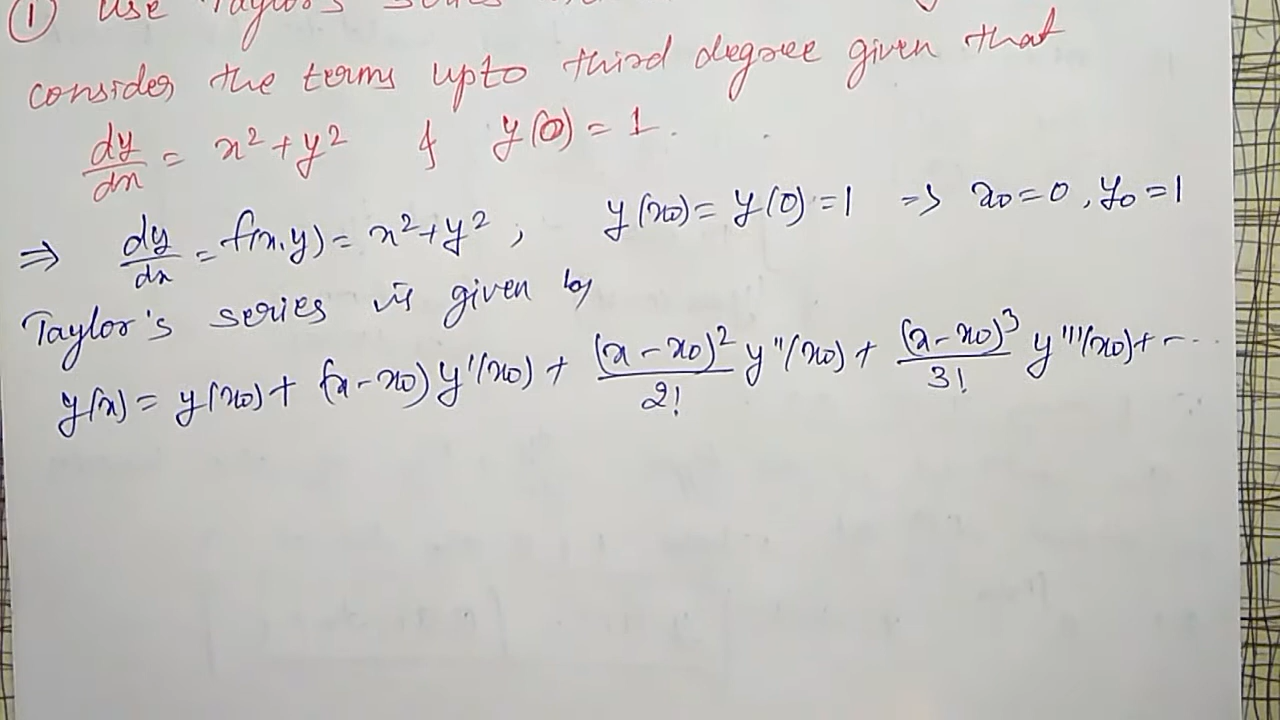 ① Use Taylor's series
consider the terms upto third degree given that
dy/dx = x² + y² & y(0) = 1.
⇒ dy/dx = f(x, y) = x² + y² , y(x₀) = y(0) = 1 ⇒ x₀ = 0 , y₀ = 1
Taylor's series is given by
y(x) = y(x₀) + (x - x₀) y'(x₀) + (x - x₀)²/2! y''(x₀) + (x - x₀)³/3! y'''(x₀) + ...